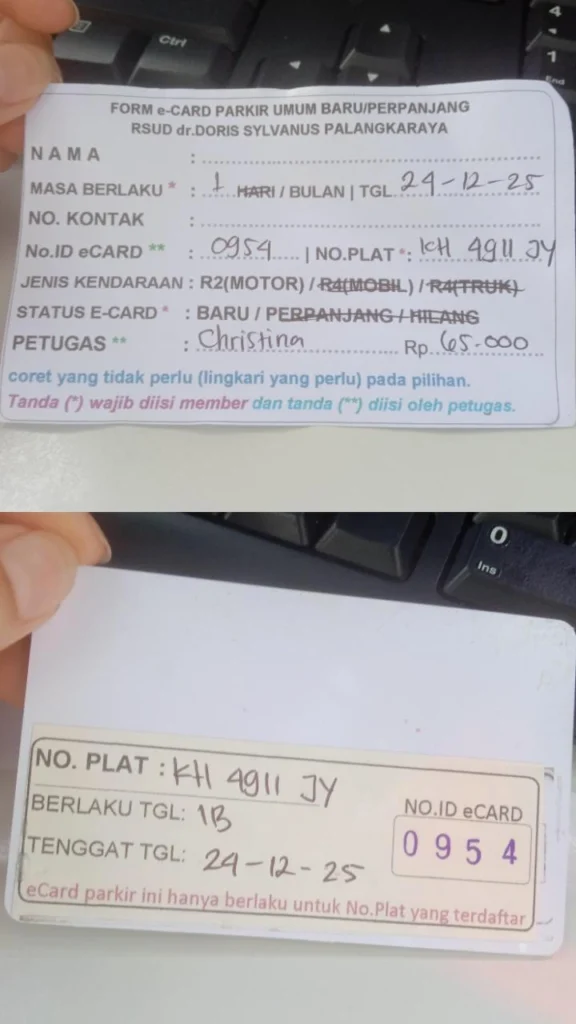 Ctrl
4
1
End
FORM e-CARD PARKIR UMUM BARU/PERPANJANG
RSUD dr.DORIS SYLVANUS PALANGKARAYA
NAMA :
MASA BERLAKU * : 1 HARI / BULAN | TGL. 24-12-25
NO. KONTAK :
No.ID eCARD ** : 0954 | NO.PLAT *: KH 4911 JY
JENIS KENDARAAN : R2(MOTOR) / R4(MOBIL) / R4(TRUK)
STATUS E-CARD * : BARU / PERPANJANG / HILANG
PETUGAS ** : Christina Rp. 65.000
coret yang tidak perlu (lingkari yang perlu) pada pilihan.
Tanda (*) wajib diisi member dan tanda (**) diisi oleh petugas.
0
Ins
NO. PLAT : KH 4911 JY
BERLAKU TGL: 1B
TENGGAT TGL: 24-12-25
NO.ID eCARD
0954
eCard parkir ini hanya berlaku untuk No.Plat yang terdaftar